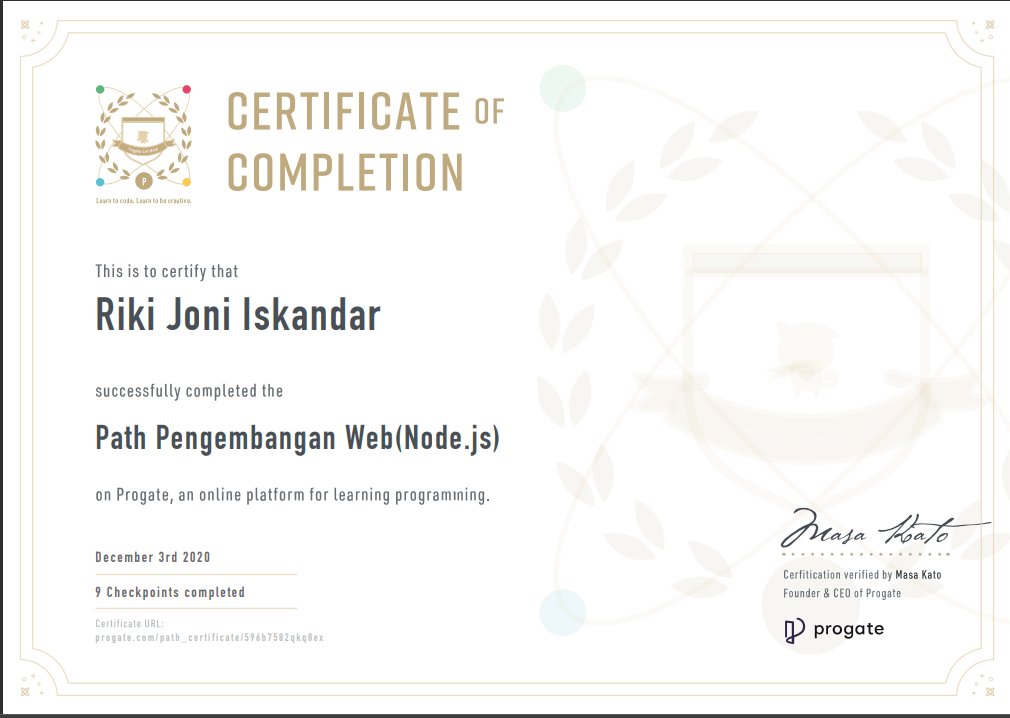 CERTIFICATE OF
COMPLETION
Progate Certified
P
Learn to code. Learn to be creative.
This is to certify that
Riki Joni Iskandar
successfully completed the
Path Pengembangan Web(Node.js)
on Progate, an online platform for learning programming.
December 3rd 2020
9 Checkpoints completed
Certificate URL:
progate.com/path_certificate/596b7582qkq8ex
Masa Kato
Cerfitication verified by Masa Kato
Founder & CEO of Progate
progate